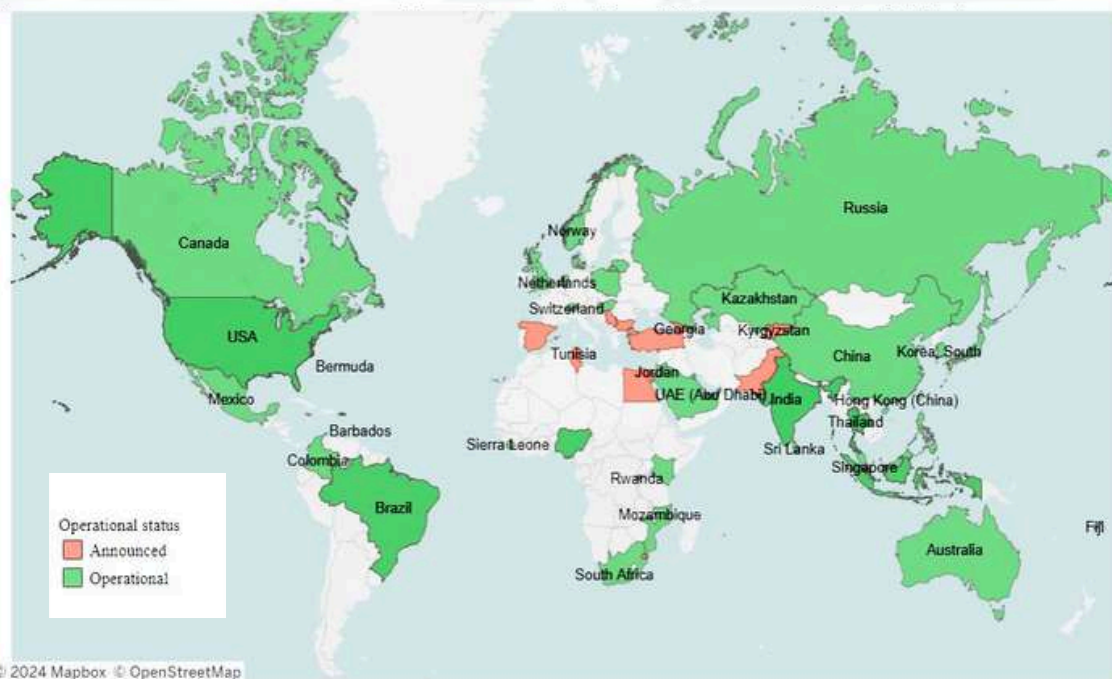 Russia
Canada
Norway
Netherlands
Kazakhstan
Switzerland
Georgia
Kyrgyzstan
USA
Tunisia
China
Korea, South
Bermuda
Jordan
UAE (Abu Dhabi)
India
Hong Kong (China)
Mexico
Thailand
Barbados
Sierra Leone
Sri Lanka
Colombia
Singapore
Rwanda
Brazil
Mozambique
Fiji
Australia
South Africa
Operational status
Announced
Operational
© 2024 Mapbox © OpenStreetMap